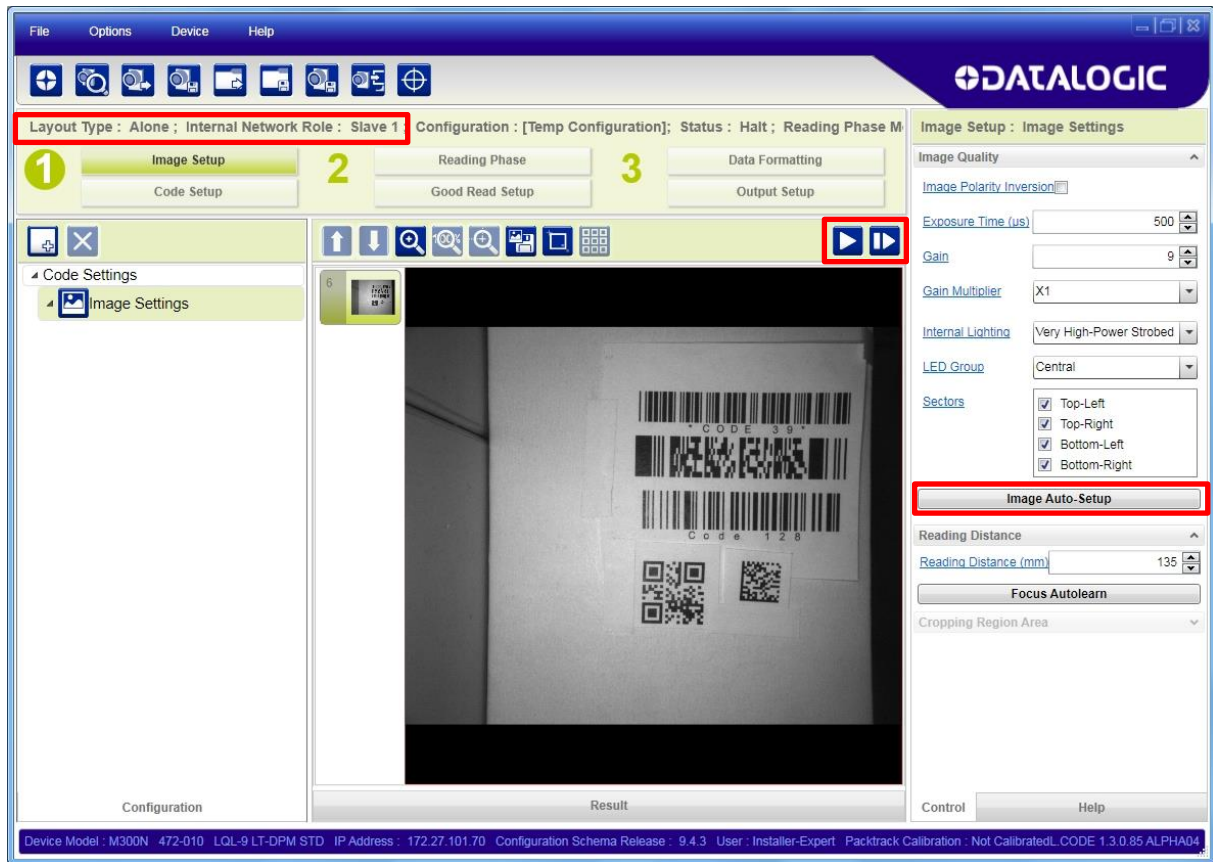 File Options Device Help
DATALOGIC
Layout Type : Alone ; Internal Network Role : Slave 1 ; Configuration : [Temp Configuration]; Status : Halt ; Reading Phase M
Image Setup : Image Settings
1 Image Setup 2 Reading Phase 3 Data Formatting
Code Setup Good Read Setup Output Setup
Image Quality
Image Polarity Inversion
Exposure Time (us) 500
Gain 9
Gain Multiplier X1
Internal Lighting Very High-Power Strobed
LED Group Central
Sectors Top-Left
Top-Right
Bottom-Left
Bottom-Right
Image Auto-Setup
Reading Distance
Reading Distance (mm) 135
Focus Autolearn
Cropping Region Area
Code Settings
Image Settings
100%
6
* CODE 39 *
Code 128
Configuration
Result
Control Help
Device Model : M300N 472-010 LQL-9 LT-DPM STD IP Address : 172.27.101.70 Configuration Schema Release : 9.4.3 User : Installer-Expert Packtrack Calibration : Not CalibratedL.CODE 1.3.0.85 ALPHA04